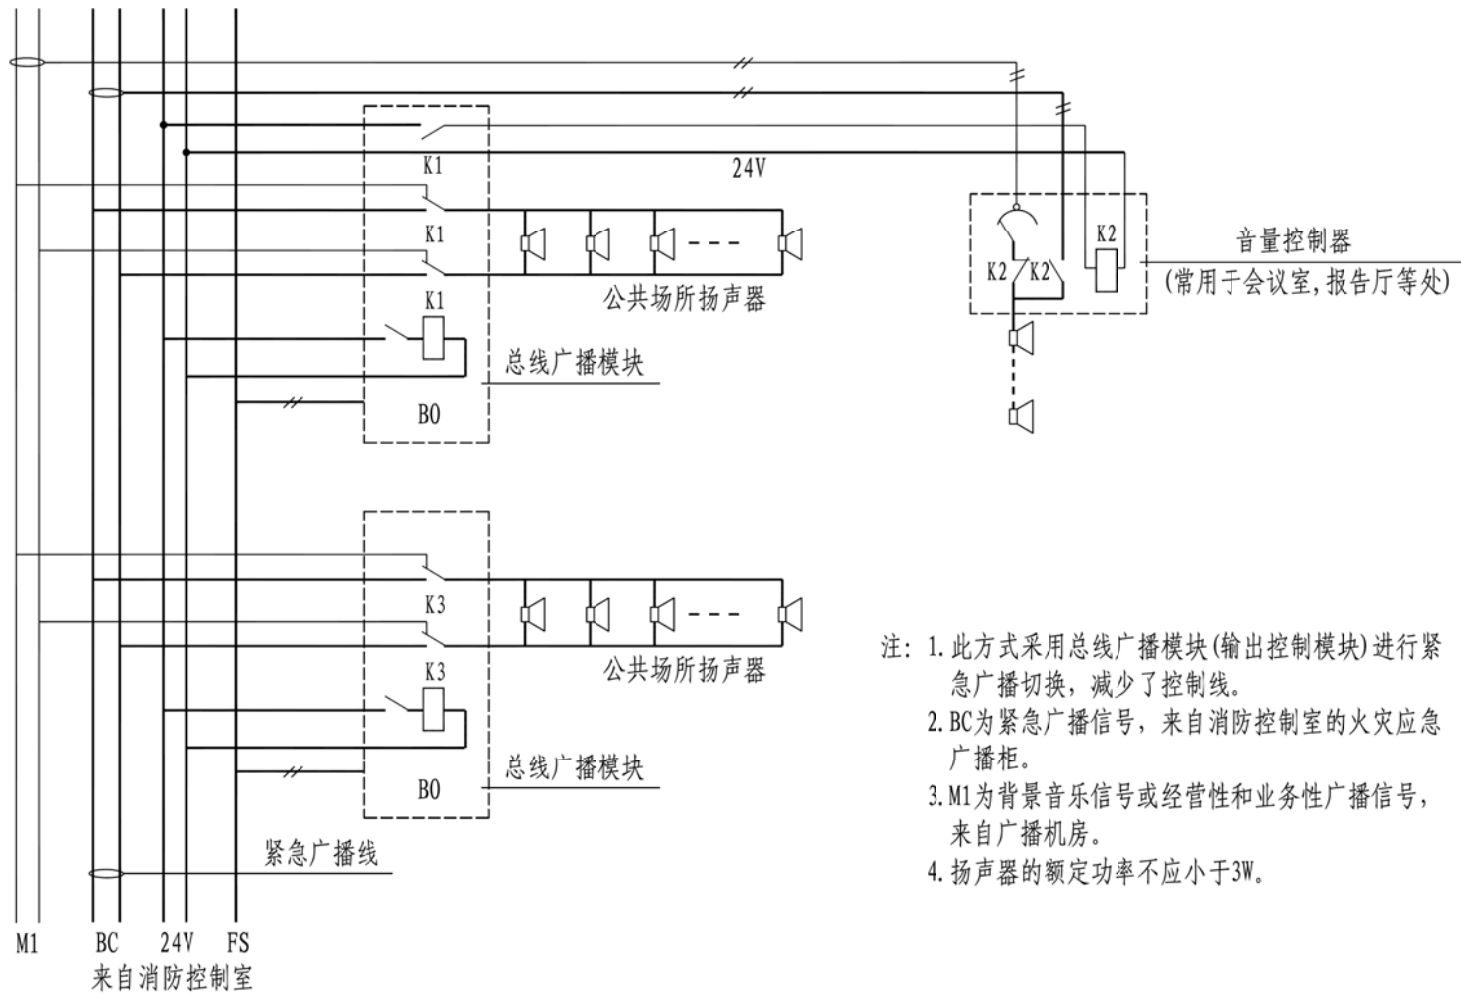 K1
24V
K1
公共场所扬声器
K1
总线广播模块
B0
K2
K2
K2
音量控制器
(常用于会议室,报告厅等处)
K3
公共场所扬声器
K3
总线广播模块
B0
紧急广播线
M1 BC 24V FS
来自消防控制室
注：1.此方式采用总线广播模块(输出控制模块)进行紧
急广播切换，减少了控制线。
2.BC为紧急广播信号，来自消防控制室的火灾应急
广播柜。
3.M1为背景音乐信号或经营性和业务性广播信号，
来自广播机房。
4.扬声器的额定功率不应小于3W。